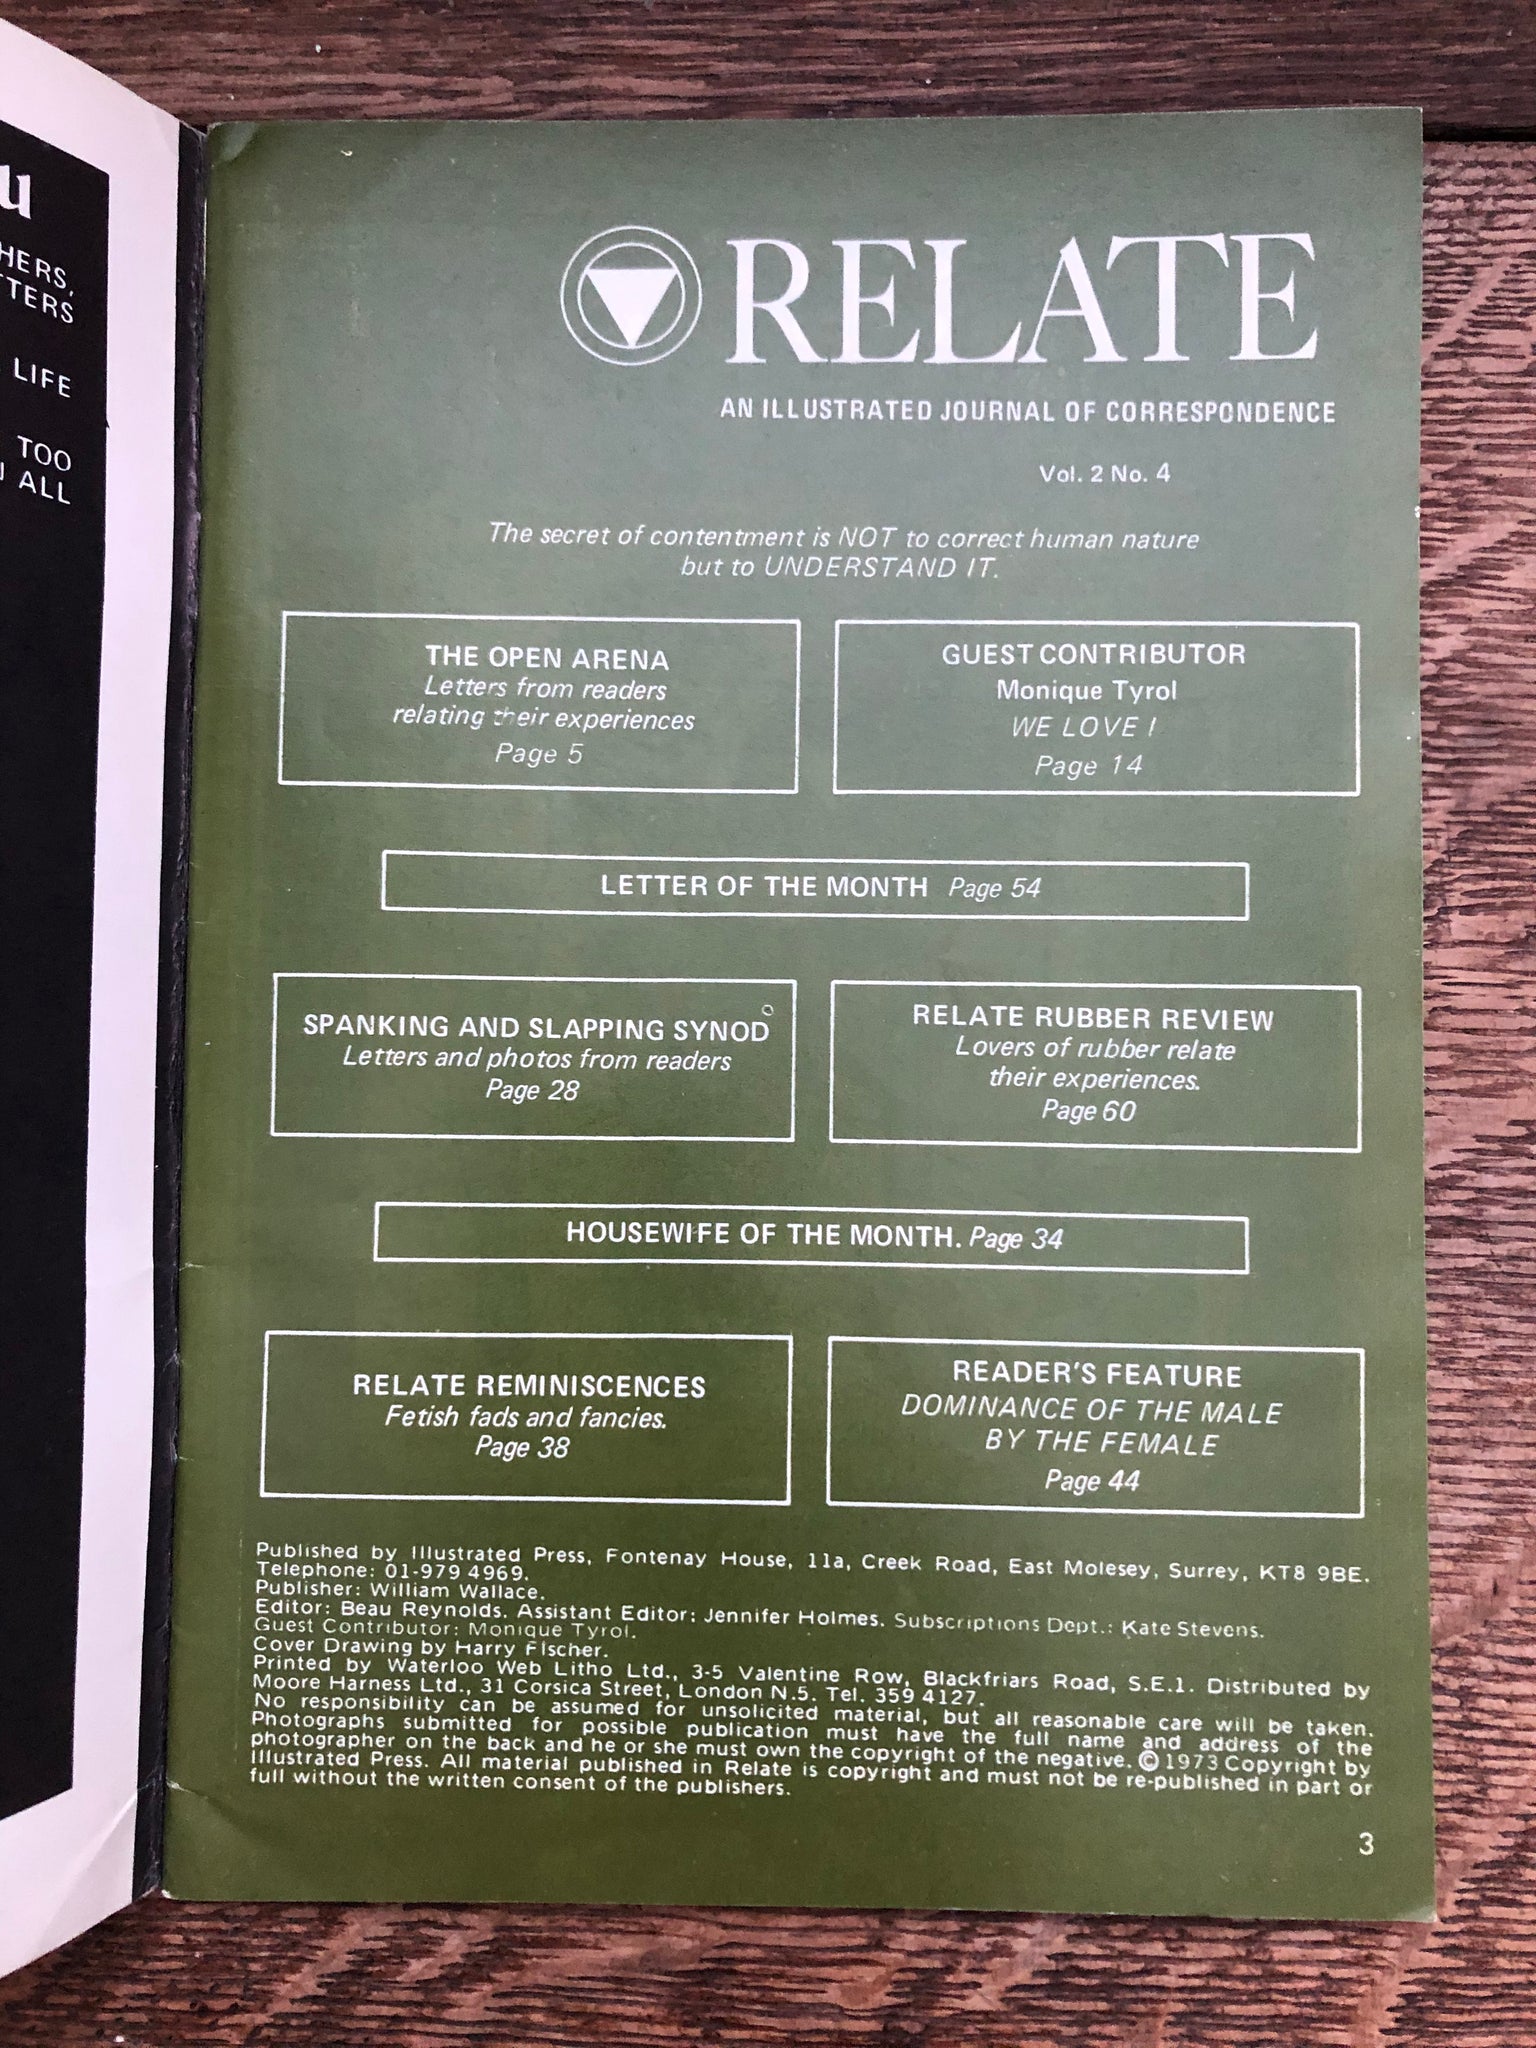 u
HERS,
TTERS
LIFE
TOO
ALL
RELATE
AN ILLUSTRATED JOURNAL OF CORRESPONDENCE
Vol. 2 No. 4
The secret of contentment is NOT to correct human nature
but to UNDERSTAND IT.
THE OPEN ARENA
Letters from readers
relating their experiences
Page 5
GUEST CONTRIBUTOR
Monique Tyrol
WE LOVE I
Page 14
LETTER OF THE MONTH Page 54
SPANKING AND SLAPPING SYNOD
Letters and photos from readers
Page 28
RELATE RUBBER REVIEW
Lovers of rubber relate
their experiences.
Page 60
HOUSEWIFE OF THE MONTH. Page 34
RELATE REMINISCENCES
Fetish fads and fancies.
Page 38
READER'S FEATURE
DOMINANCE OF THE MALE
BY THE FEMALE
Page 44
Published by Illustrated Press, Fontenay House, 11a, Creek Road, East Molesey, Surrey, KT8 9BE.
Telephone: 01-979 4969.
Publisher: William Wallace.
Editor: Beau Reynolds. Assistant Editor: Jennifer Holmes. Subscriptions Dept.: Kate Stevens.
Guest Contributor: Monique Tyrol.
Cover Drawing by Harry Fischer.
Printed by Waterloo Web Litho Ltd., 3-5 Valentine Row, Blackfriars Road, S.E.1. Distributed by
Moore Harness Ltd., 31 Corsica Street, London N.5. Tel. 359 4127.
No responsibility can be assumed for unsolicited material, but all reasonable care will be taken.
Photographs submitted for possible publication must have the full name and address of the
photographer on the back and he or she must own the copyright of the negative. © 1973 Copyright by
Illustrated Press. All material published in Relate is copyright and must not be re-published in part or
full without the written consent of the publishers.
3